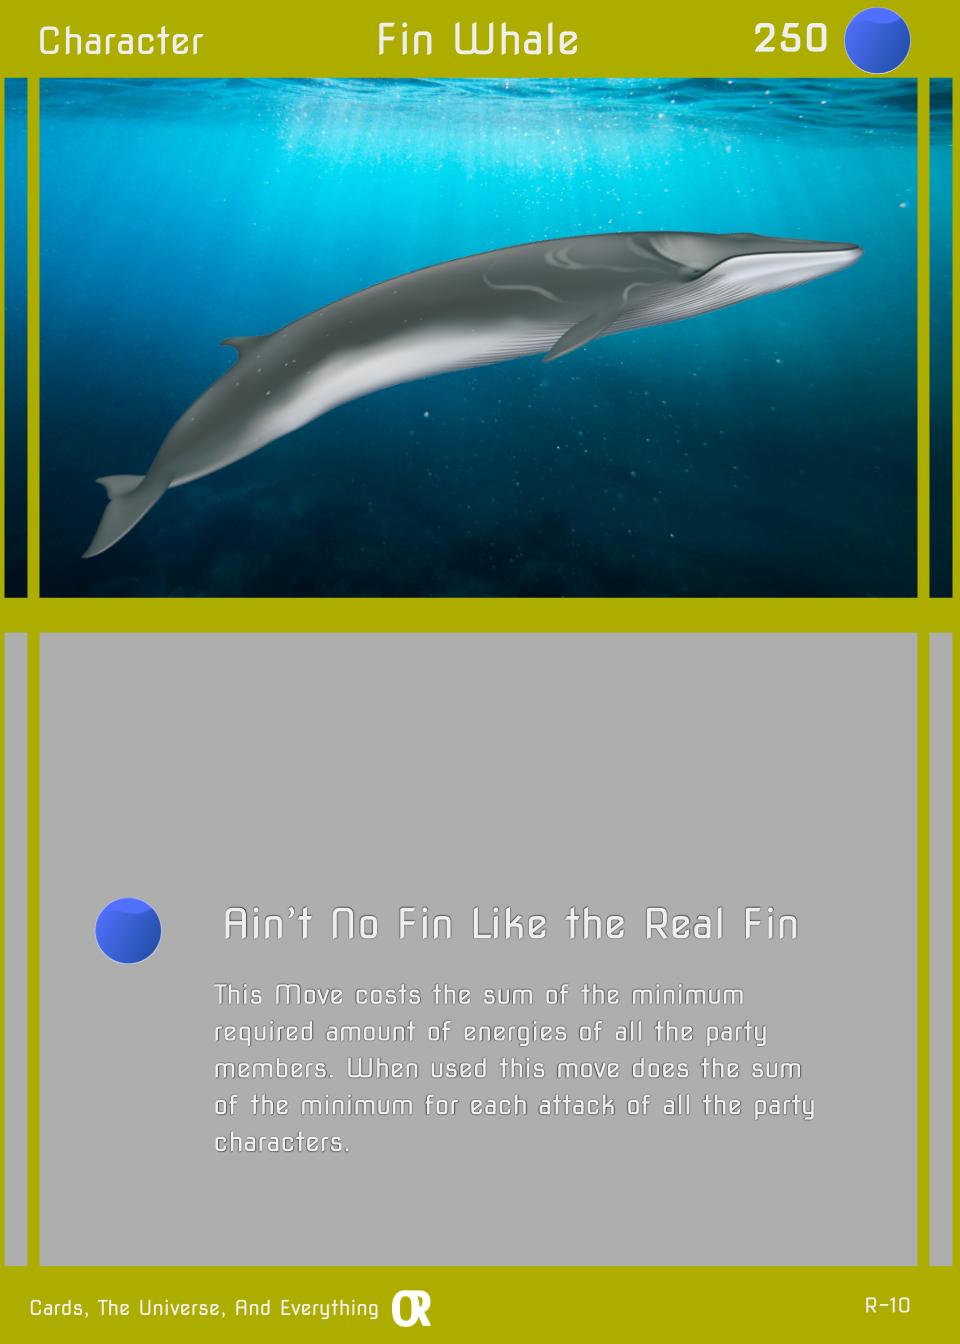 Character Fin Whale 250
Ain't No Fin Like the Real Fin
This Move costs the sum of the minimum
required amount of energies of all the party
members. When used this move does the sum
of the minimum for each attack of all the party
characters.
Cards, The Universe, And Everything OR R-10